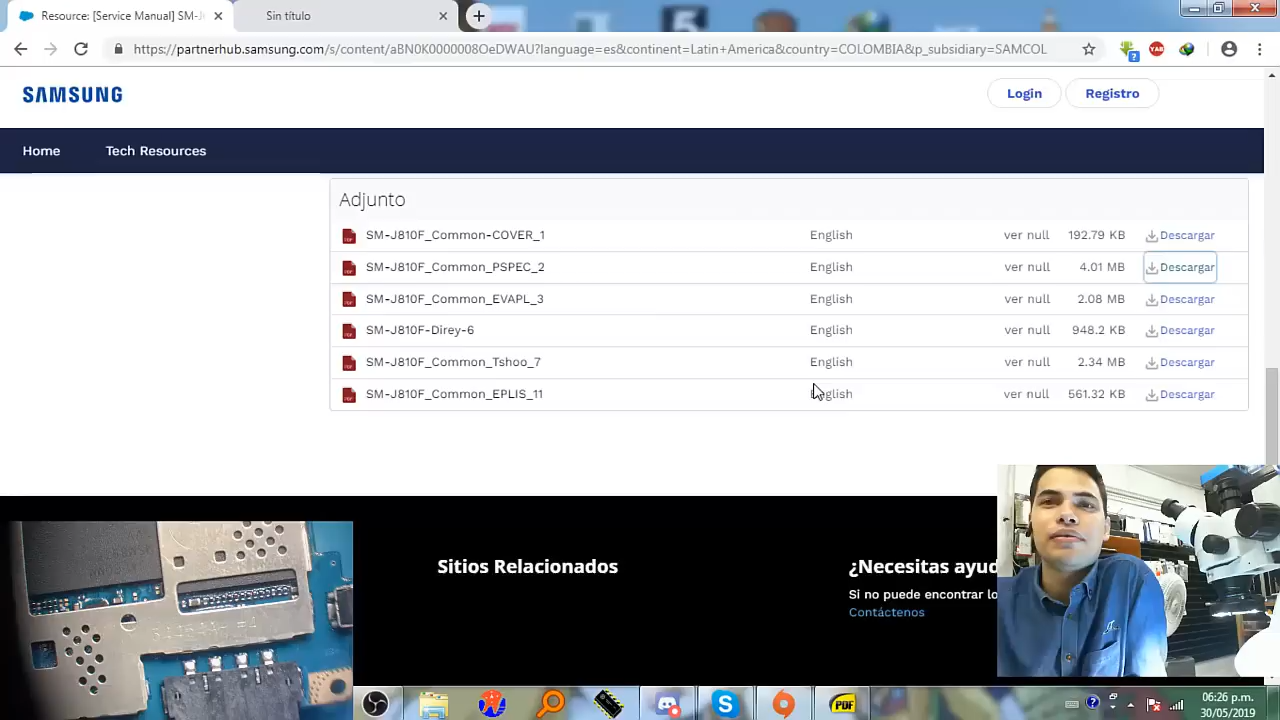 Resource: [Service Manual] SM-J
Sin título
https://partnerhub.samsung.com/s/content/aBN0K0000008OeDWAU?language=es&continent=Latin+America&country=COLOMBIA&p_subsidiary=SAMCOL
SAMSUNG
Login
Registro
Home
Tech Resources
Adjunto
SM-J810F_Common-COVER_1 English ver null 192.79 KB Descargar
SM-J810F_Common_PSPEC_2 English ver null 4.01 MB Descargar
SM-J810F_Common_EVAPL_3 English ver null 2.08 MB Descargar
SM-J810F-Direy-6 English ver null 948.2 KB Descargar
SM-J810F_Common_Tshoo_7 English ver null 2.34 MB Descargar
SM-J810F_Common_EPLIS_11 English ver null 561.32 KB Descargar
Sitios Relacionados
¿Necesitas ayud
Si no puede encontrar lo
Contáctenos
PDF
06:26 p.m.
30/05/2019